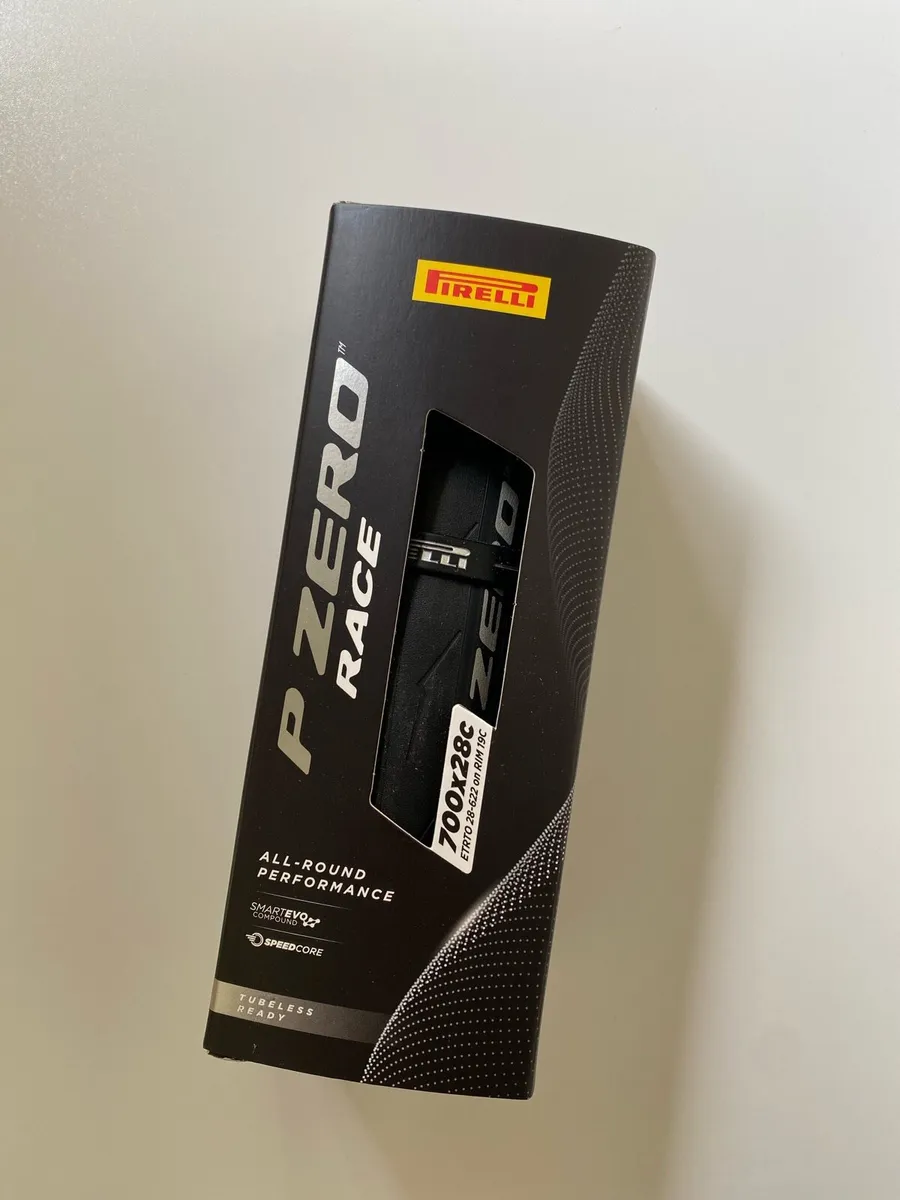 PIRELLI
P ZERO™
RACE
ELLI
ZERO
700x28c
ETRTO 28-622 on RIM 19C
ALL-ROUND
PERFORMANCE
SMARTEVO
COMPOUND
SPEEDCORE
TUBELESS
READY